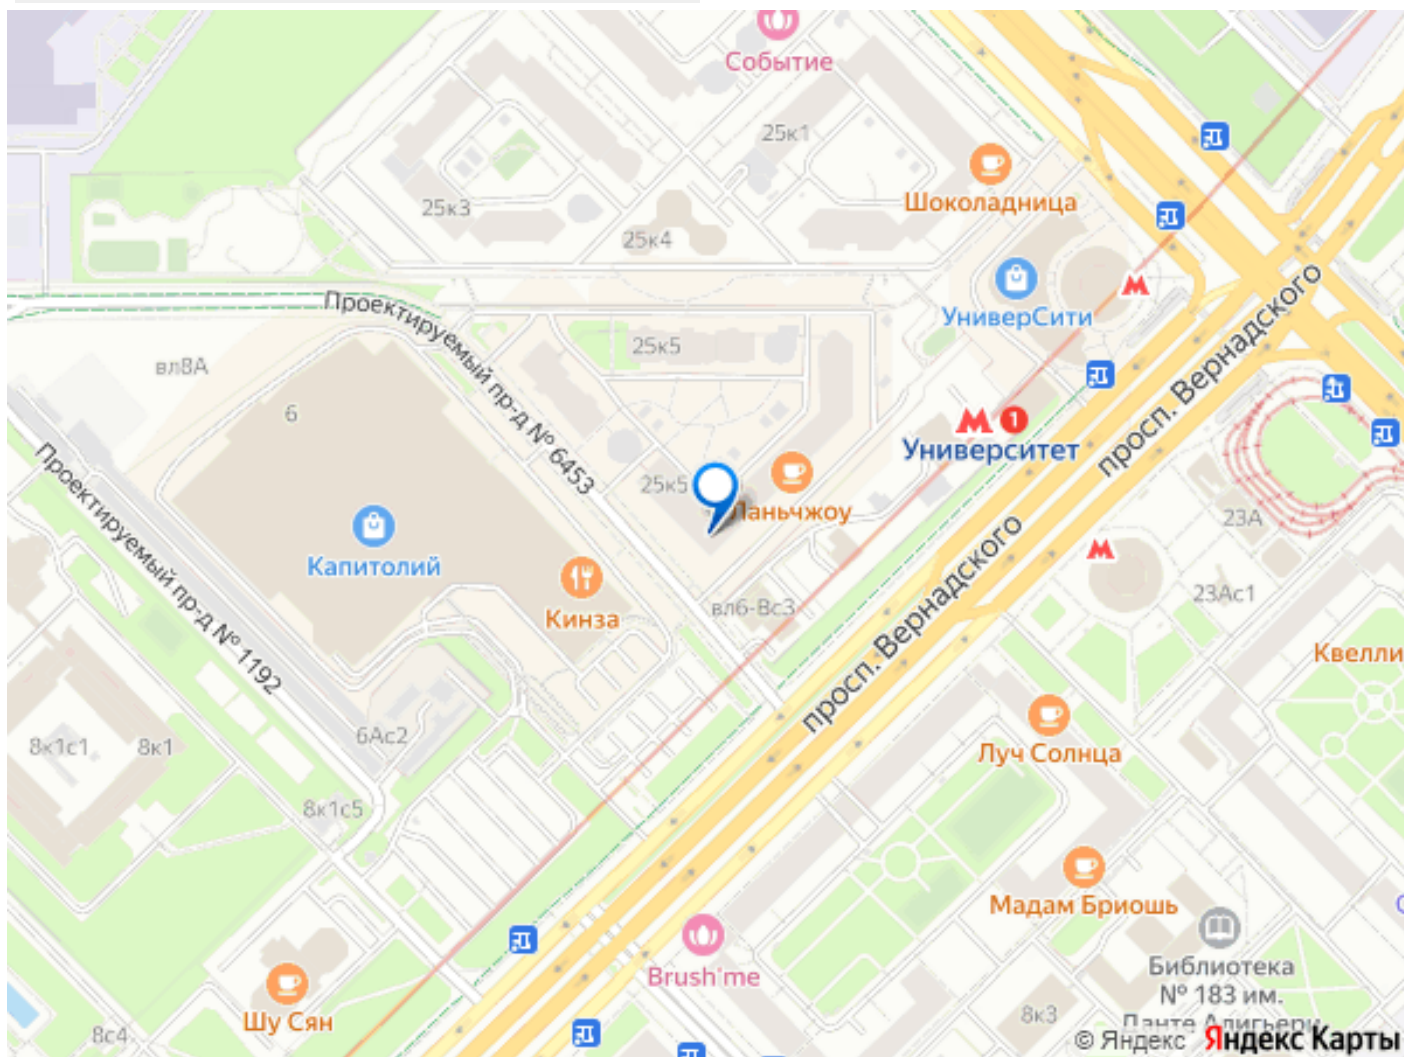 Событие
25к1
Шоколадница
25к3
25к4
УниверСити
Проектируемый пр-д № 6453
просп. Вернадского
25к5
вл8А
6
Университет
1
25к5
Ланьчжоу
23А
Капитолий
Проектируемый пр-д № 1192
Кинза
вл6-Вс3
просп. Вернадского
23Ас1
Квелли
6Ас2
8к1с1
8к1
Луч Солнца
8к1с5
Мадам Бриошь
Brush'me
Библиотека
№ 183 им.
Данте Алигьери
Шу Сян
8с4
8к3
© Яндекс Яндекс Карты